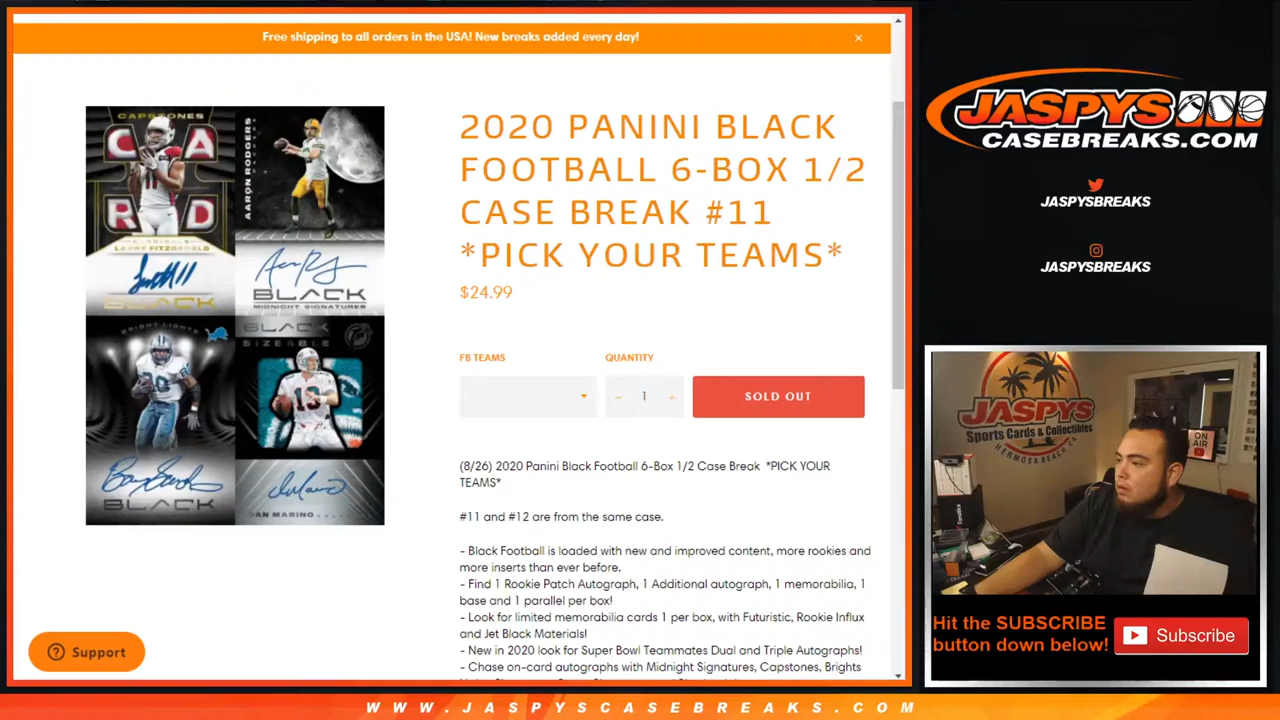 Free shipping to all orders in the USA! New breaks added every day!
×
CAPSTONES
CA
RD
LARRY FITZGERALD
BLACK
AARON RODGERS
BLACK
MIDNIGHT SIGNATURES
BRIGHT LIGHTS
BLACK
BLACK
SIZEABLE
DAN MARINO
2020 PANINI BLACK
FOOTBALL 6-BOX 1/2
CASE BREAK #11
*PICK YOUR TEAMS*
$24.99
FB TEAMS
QUANTITY
− 1 +
SOLD OUT
(8/26) 2020 Panini Black Football 6-Box 1/2 Case Break *PICK YOUR
TEAMS*
#11 and #12 are from the same case.
- Black Football is loaded with new and improved content, more rookies and
more inserts than ever before.
- Find 1 Rookie Patch Autograph, 1 Additional autograph, 1 memorabilia, 1
base and 1 parallel per box!
- Look for limited memorabilia cards 1 per box, with Futuristic, Rookie Influx
and Jet Black Materials!
- New in 2020 look for Super Bowl Teammates Dual and Triple Autographs!
- Chase on-card autographs with Midnight Signatures, Capstones, Brights
? Support
JASPYS
CASEBREAKS.COM
JASPYSBREAKS
JASPYSBREAKS
JASPYS
Sports Cards & Collectibles
HERMOSA BEACH CA
ON
AIR
Hit the SUBSCRIBE
button down below!
Subscribe
WWW.JASPYSCASEBREAKS.COM